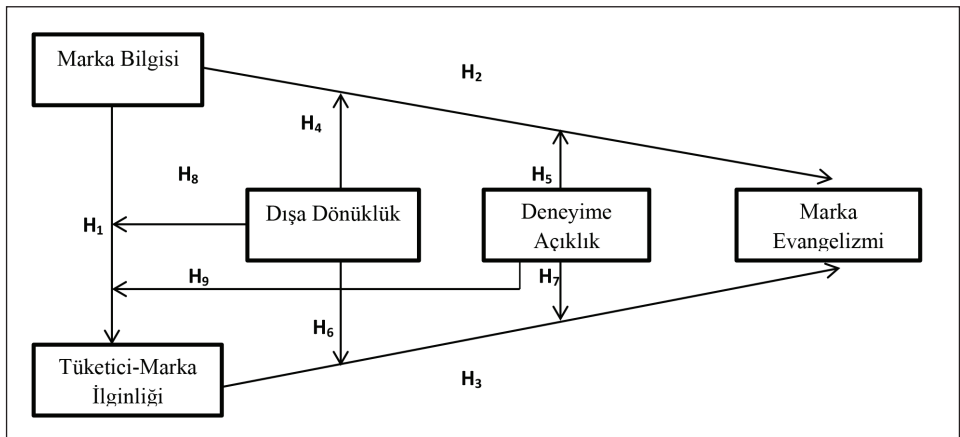 Marka Bilgisi
H₂
H₄
H₈
H₅
Dışa Dönüklük
Deneyime
Açıklık
Marka
Evangelizmi
H₁
H₉
H₇
H₆
Tüketici-Marka
İlginliği
H₃